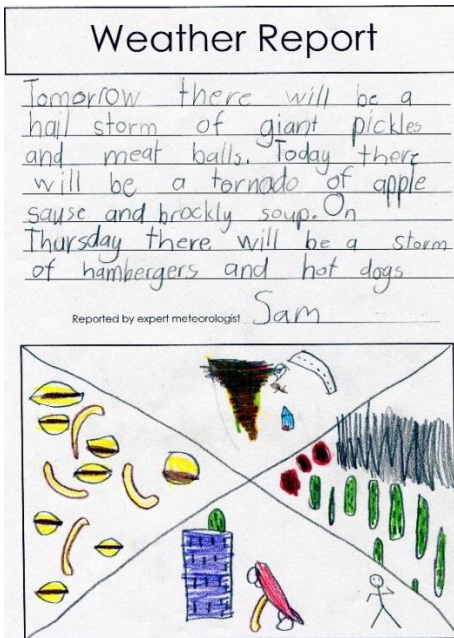 Weather Report
Tomorrow there will be a
hail storm of giant pickles
and meat balls. Today there
will be a tornado of apple
sause and brockly soup. On
Thursday there will be a storm
of hambergers and hot dogs
Reported by expert meteorologist Sam